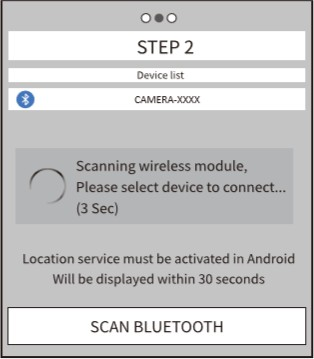 STEP 2
Device list
CAMERA-XXXX
Scanning wireless module,
Please select device to connect...
(3 Sec)
Location service must be activated in Android
Will be displayed within 30 seconds
SCAN BLUETOOTH